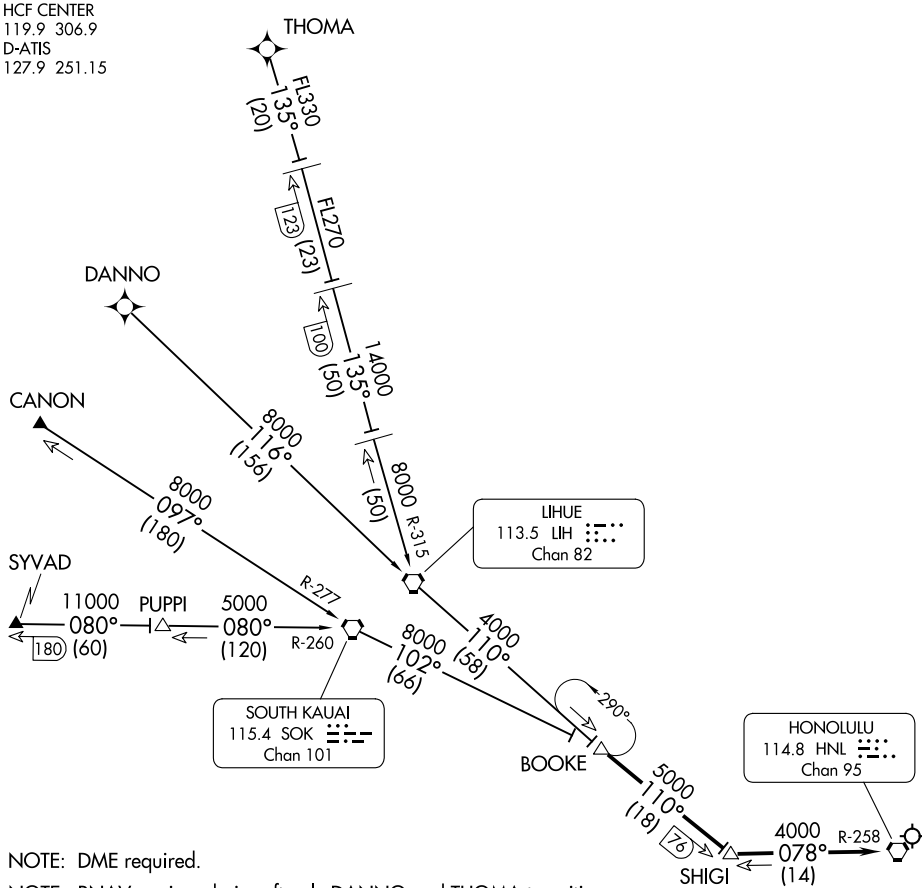 HCF CENTER
119.9 306.9
D-ATIS
127.9 251.15
THOMA
FL330
135°
(20)
123
FL270
(23)
100
14000
135°
(50)
8000
R-315
(50)
DANNO
8000
116°
(156)
CANON
8000
097°
(180)
R-277
SYVAD
11000
080°
180
(60)
PUPPI
5000
080°
(120)
R-260
LIHUE
113.5 LIH
Chan 82
4000
110°
(58)
8000
102°
(66)
SOUTH KAUAI
115.4 SOK
Chan 101
290°
BOOKE
5000
110°
(18)
76
SHIGI
HONOLULU
114.8 HNL
Chan 95
4000
078°
(14)
R-258
NOTE: DME required.